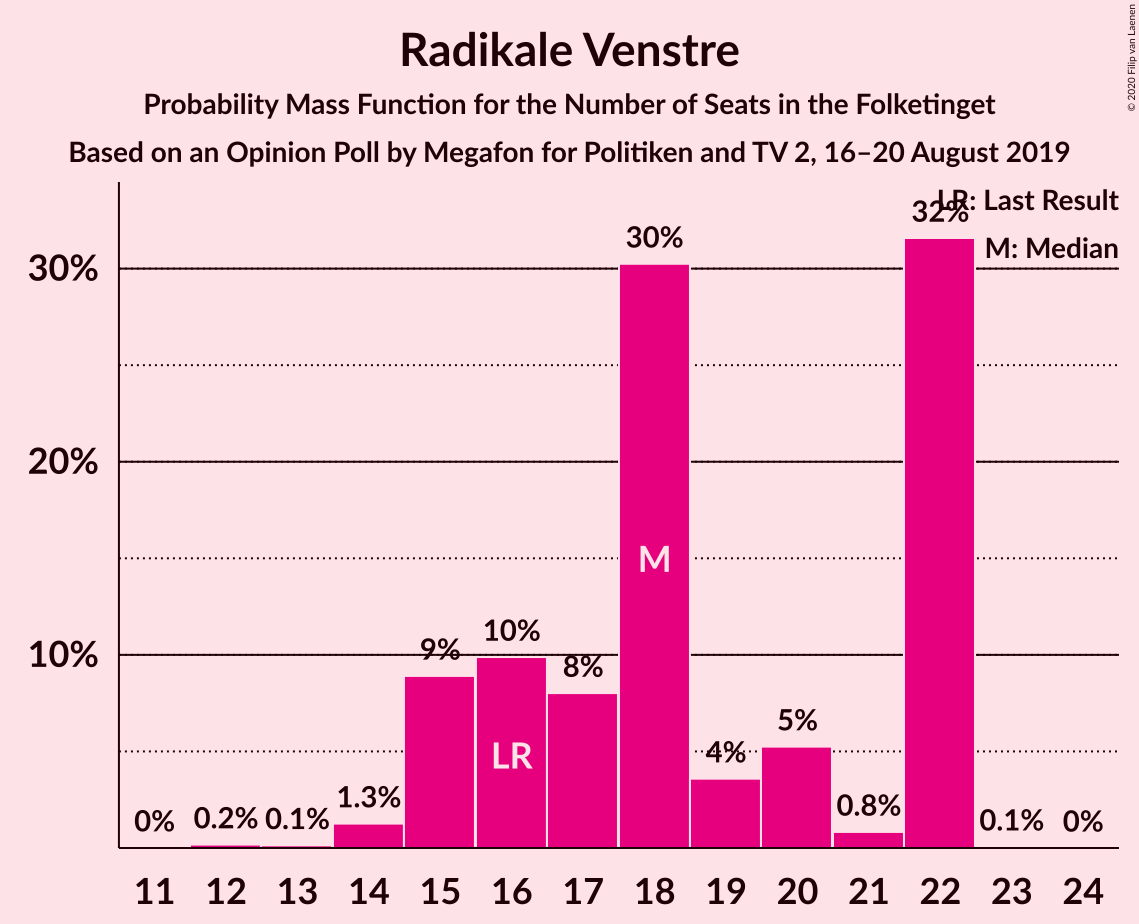 Radikale Venstre
Probability Mass Function for the Number of Seats in the Folketinget
Based on an Opinion Poll by Megafon for Politiken and TV 2, 16–20 August 2019
© 2020 Filip van Laenen
LR: Last Result
M: Median
30%
20%
10%
0%
0.2%
0.1%
1.3%
9%
10%
8%
30%
4%
5%
0.8%
32%
0.1%
0%
LR
M
11 12 13 14 15 16 17 18 19 20 21 22 23 24